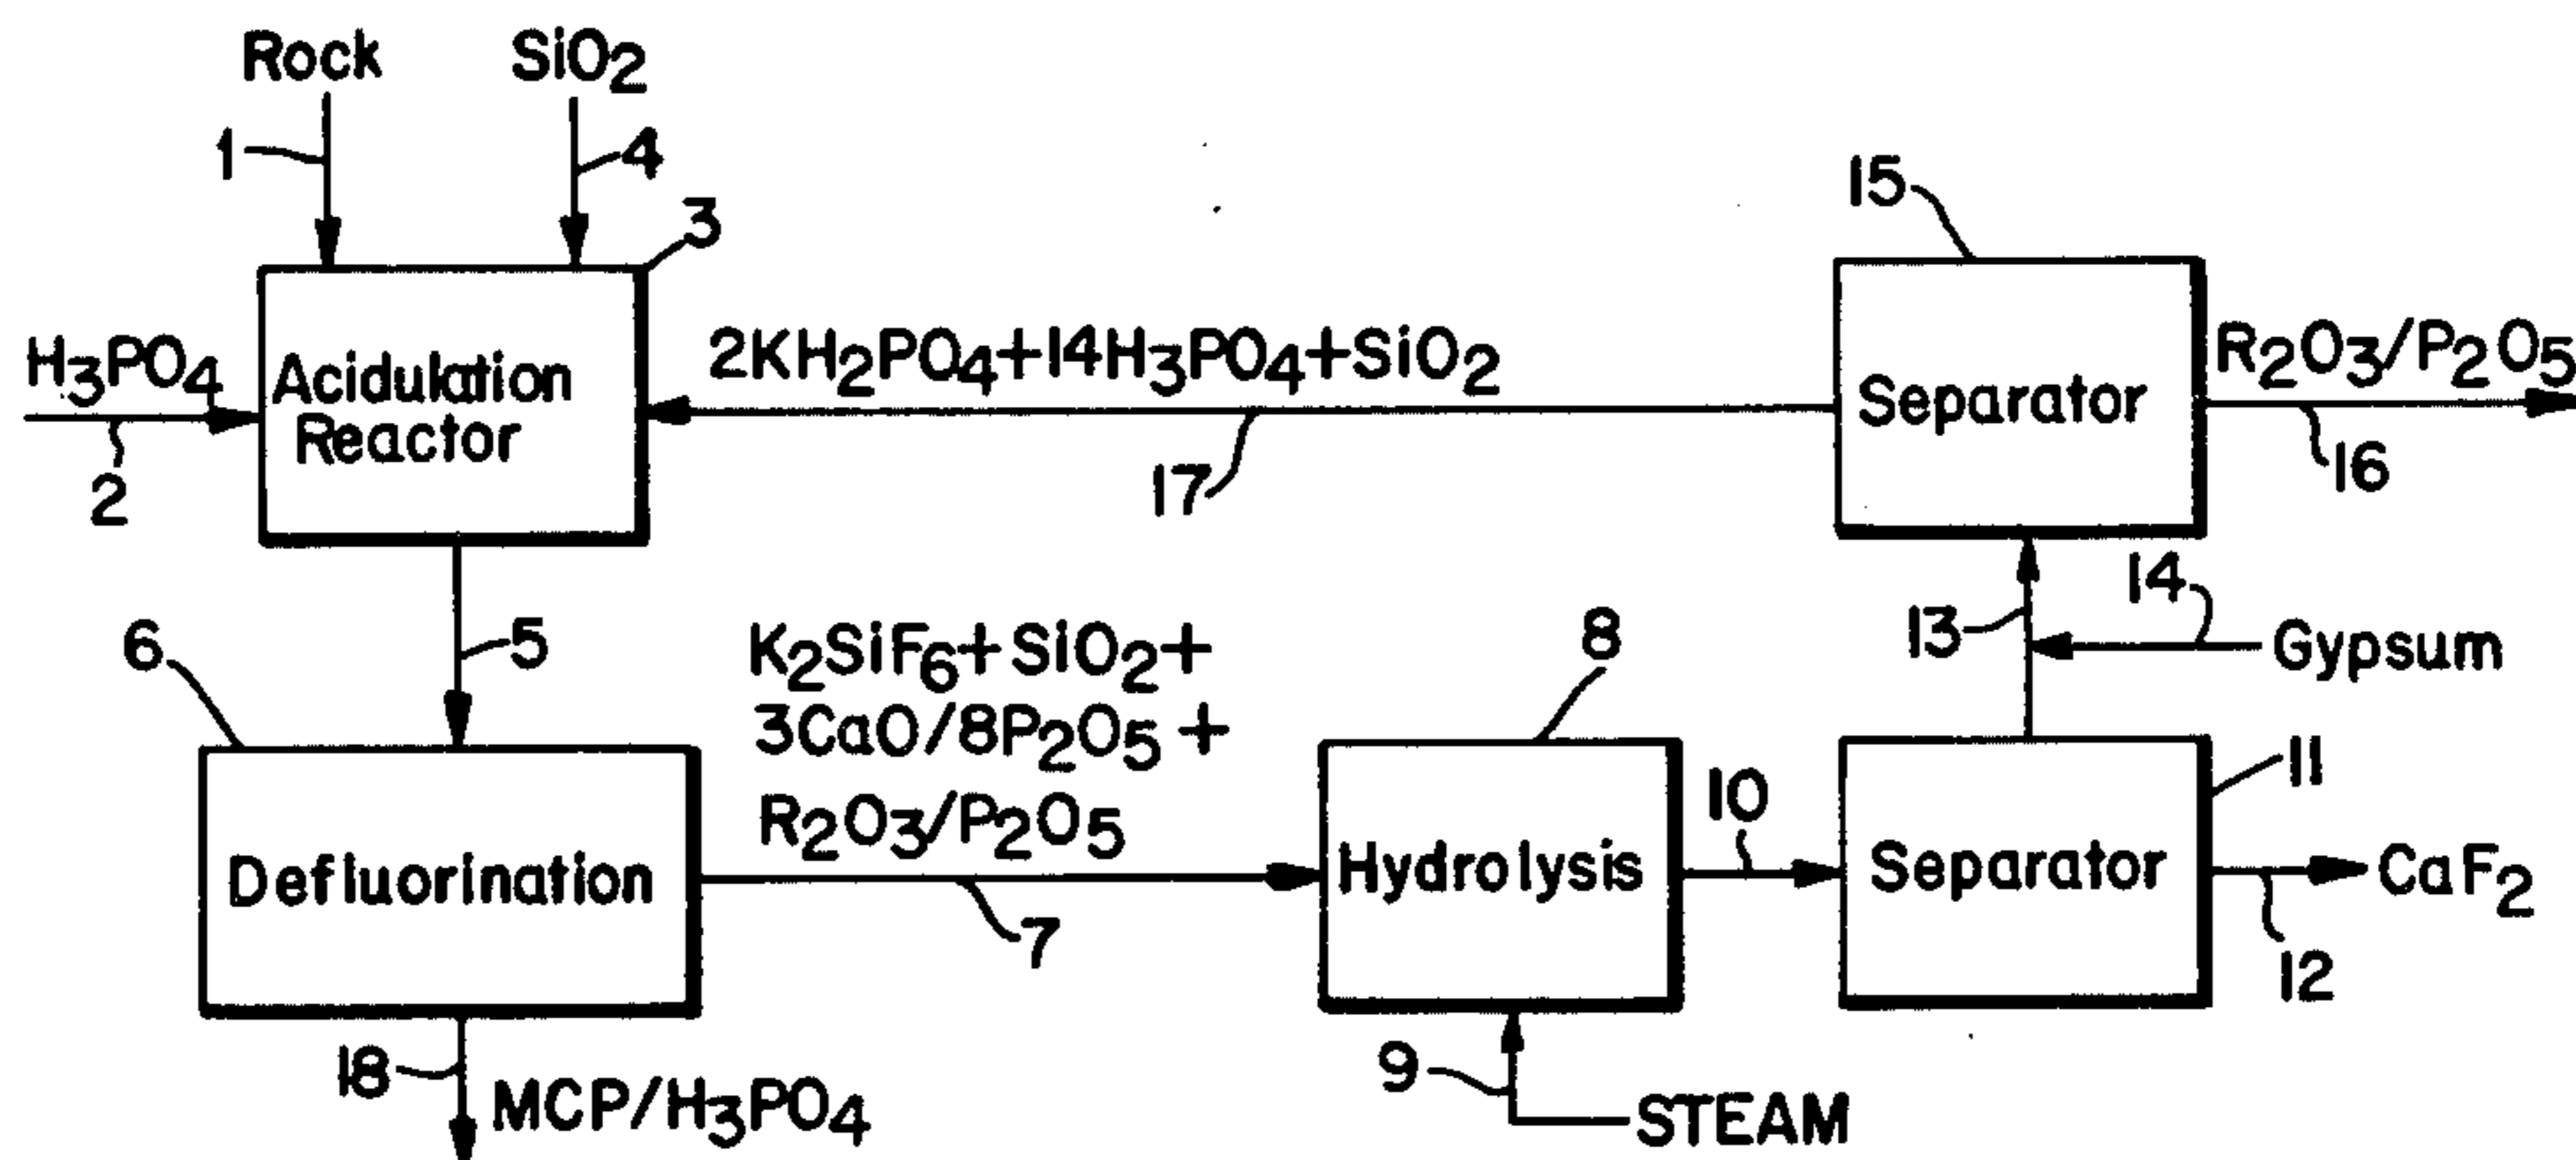 Rock
SiO2
1
4
3
15
H3PO4
Acidulation
Reactor
2KH2PO4+14H3PO4+SiO2
Separator
R2O3/P2O5
2
17
16
14
5
6
K2SiF6+SiO2+
3CaO/8P2O5+
R2O3/P2O5
8
13
Gypsum
Defluorination
7
Hydrolysis
10
Separator
11
CaF2
12
18
MCP/H3PO4
9
STEAM